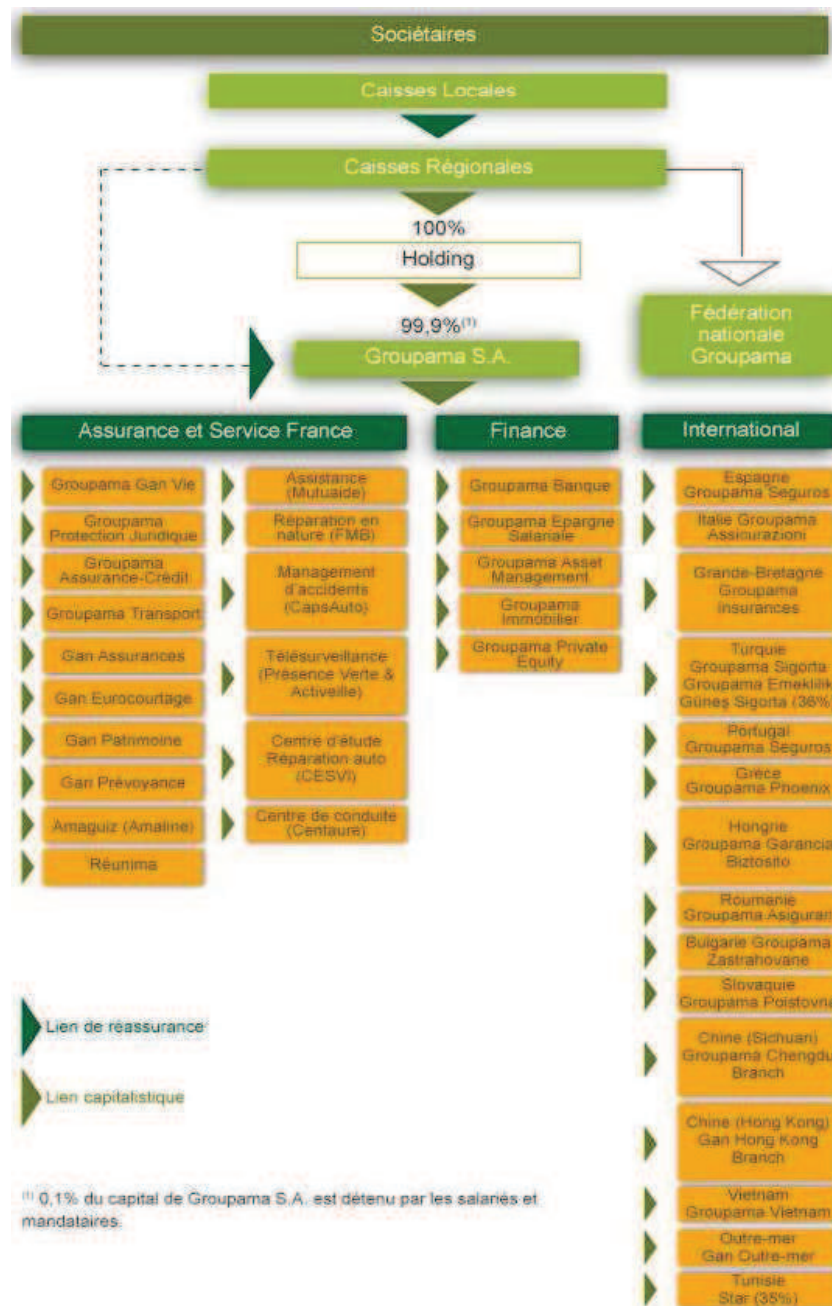 Sociétaires
Caisses Locales
Caisses Régionales
100%
Holding
99,9%(1)
Groupama S.A.
Fédération
nationale
Groupama
Assurance et Service France
Groupama Gan Vie
Groupama
Protection Juridique
Groupama
Assurance-Crédit
Groupama Transport
Gan Assurances
Gan Eurocourtage
Gan Patrimoine
Gan Prévoyance
Amaguiz (Amaline)
Réunima
Assistance
(Mutuaide)
Réparation en
nature (FMB)
Management
d'accidents
(CapsAuto)
Télésurveillance
(Présence Verte &
Activeille)
Centre d'étude
Réparation auto
(CESVI)
Centre de conduite
(Centaure)
Finance
Groupama Banque
Groupama Epargne
Salariale
Groupama Asset
Management
Groupama
Immobilier
Groupama Private
Equity
International
Espagne
Groupama Seguros
Italie Groupama
Assicurazioni
Grande-Bretagne
Groupama
Insurances
Turquie
Groupama Sigorta
Groupama Emeklilik
Günes Sigorta (36%
Portugal
Groupama Seguros
Grèce
Groupama Phoenix
Hongrie
Groupama Garancia
Biztosito
Roumanie
Groupama Asigurari
Bulgarie Groupama
Zastrahovane
Slovaquie
Groupama Poistovna
Chine (Sichuan)
Groupama Chengdu
Branch
Chine (Hong Kong)
Gan Hong Kong
Branch
Vietnam
Groupama Vietnam
Outre-mer
Gan Outre-mer
Tunisie
Star (35%)
Lien de réassurance
Lien capitalistique
(1) 0,1% du capital de Groupama S.A. est détenu par les salariés et
mandataires.